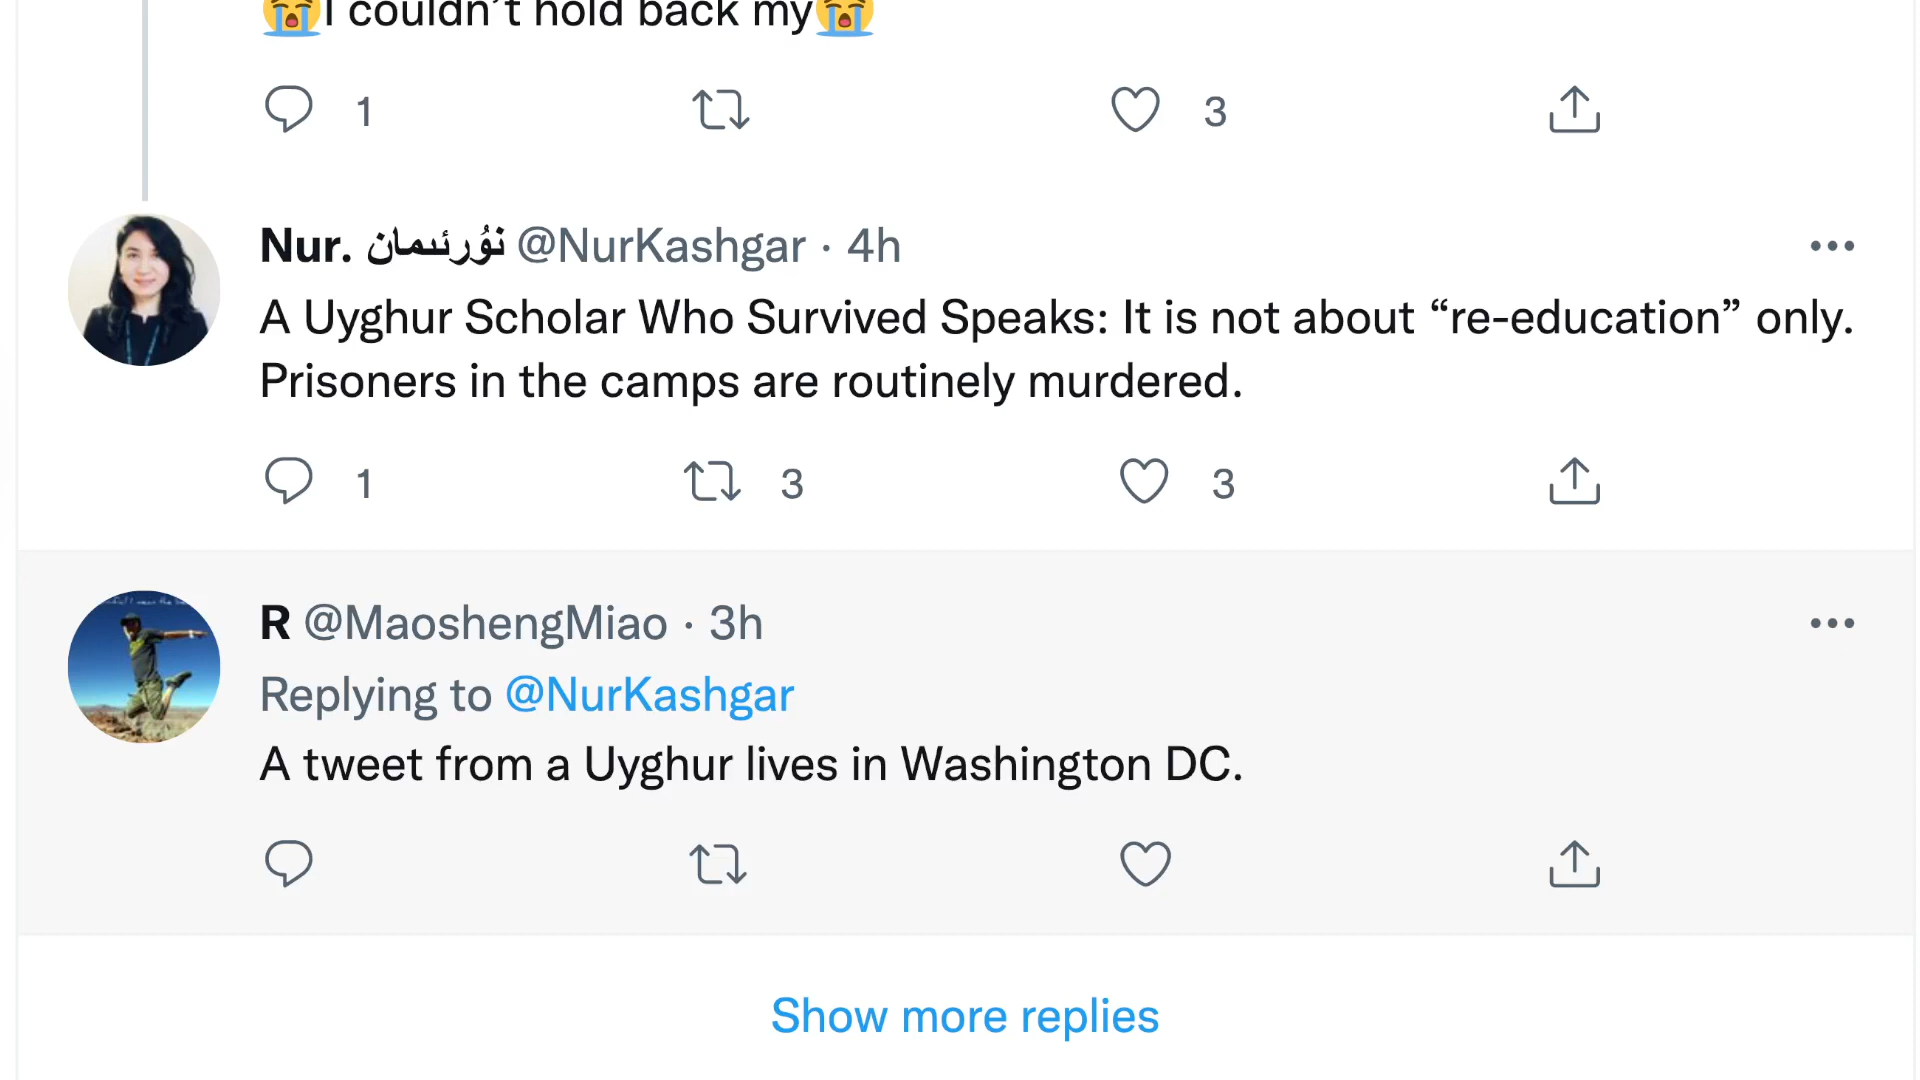 😭I couldn't hold back my😭
1 3
Nur. نۇرئىمان @NurKashgar · 4h
A Uyghur Scholar Who Survived Speaks: It is not about “re-education” only.
Prisoners in the camps are routinely murdered.
1 3 3
R @MaoshengMiao · 3h
Replying to @NurKashgar
A tweet from a Uyghur lives in Washington DC.
Show more replies